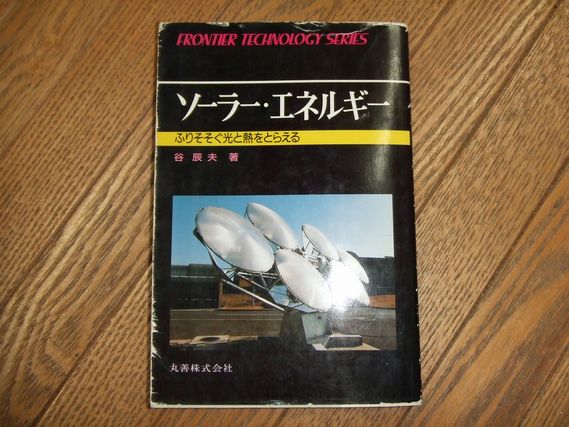 FRONTIER TECHNOLOGY SERIES
ソーラー・エネルギー
ふりそそぐ光と熱をとらえる
谷 辰夫 著
丸善株式会社